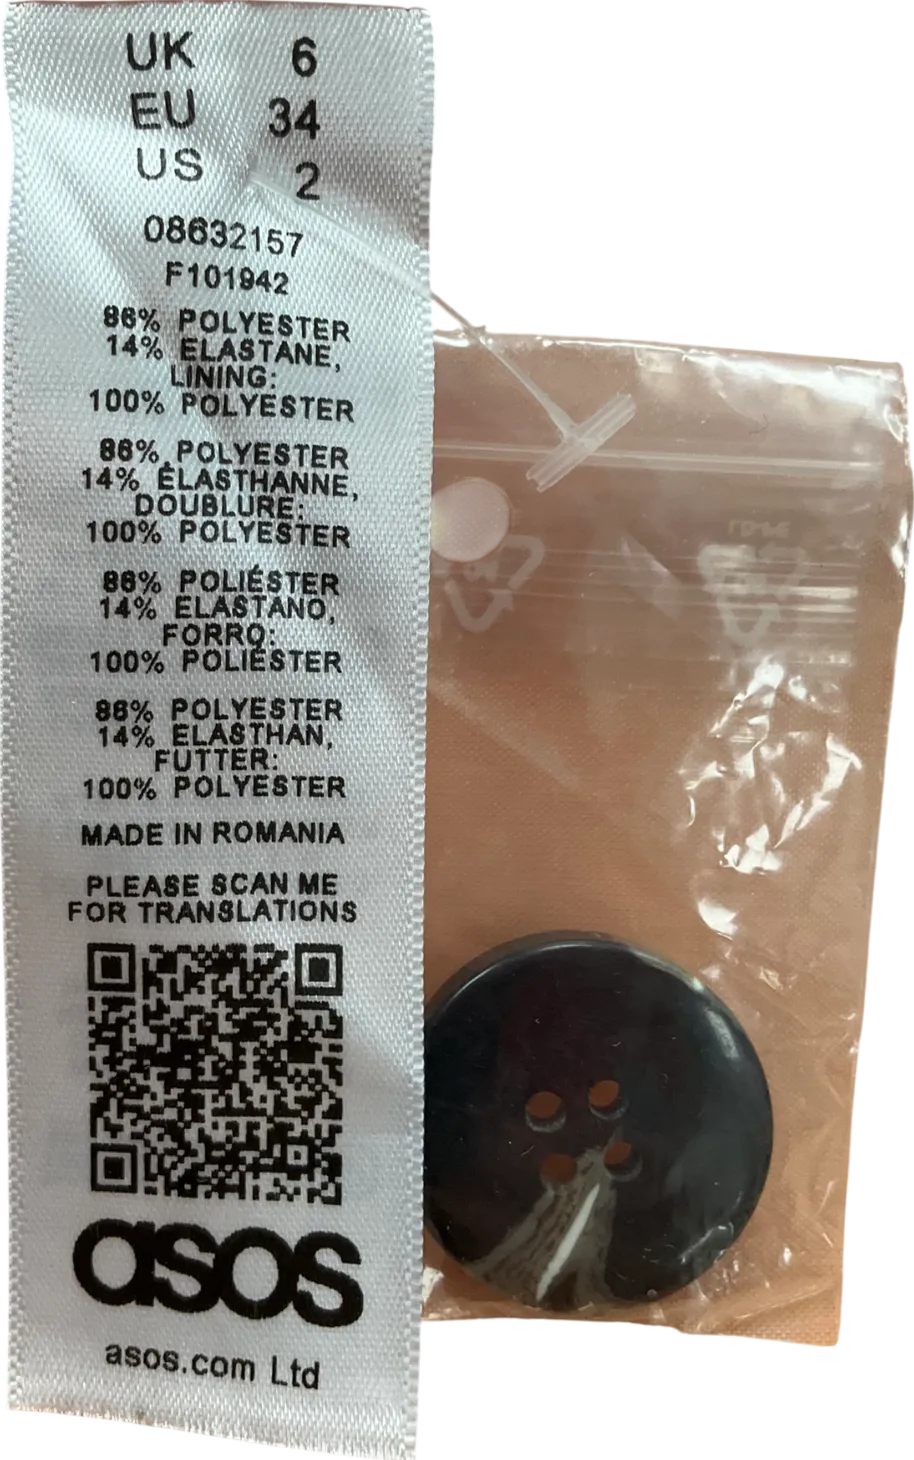 UK 6
EU 34
US 2
08632157
F101942
86% POLYESTER
14% ELASTANE,
LINING:
100% POLYESTER
86% POLYESTER
14% ÉLASTHANNE,
DOUBLURE:
100% POLYESTER
86% POLIÉSTER
14% ELASTANO,
FORRO:
100% POLIÉSTER
86% POLYESTER
14% ELASTHAN,
FUTTER:
100% POLYESTER
MADE IN ROMANIA
PLEASE SCAN ME
FOR TRANSLATIONS
asos
asos.com Ltd